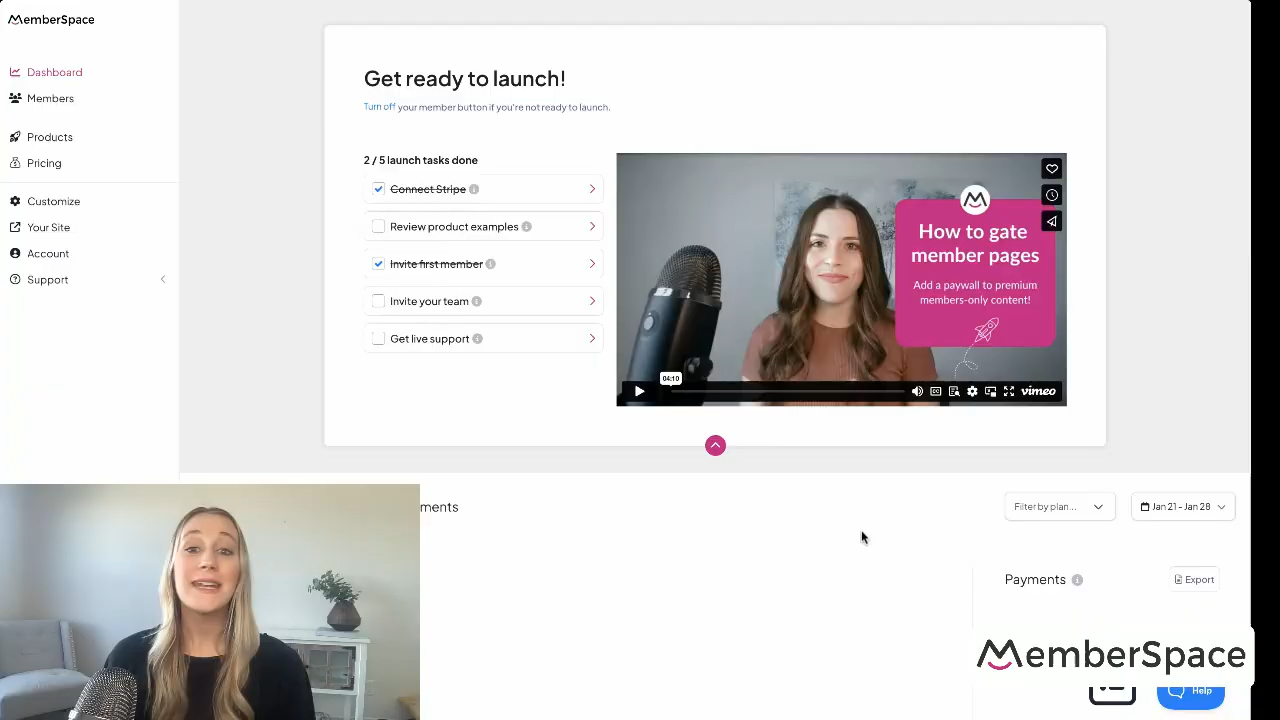 MemberSpace
Dashboard
Members
Products
Pricing
Customize
Your Site
Account
Support
Get ready to launch!
Turn off your member button if you're not ready to launch.
2 / 5 launch tasks done
Connect Stripe
Review product examples
Invite first member
Invite your team
Get live support
How to gate
member pages
Add a paywall to premium
members-only content!
04:10
vimeo
ments
Filter by plan...
Jan 21 - Jan 28
Payments
Export
MemberSpace
Help